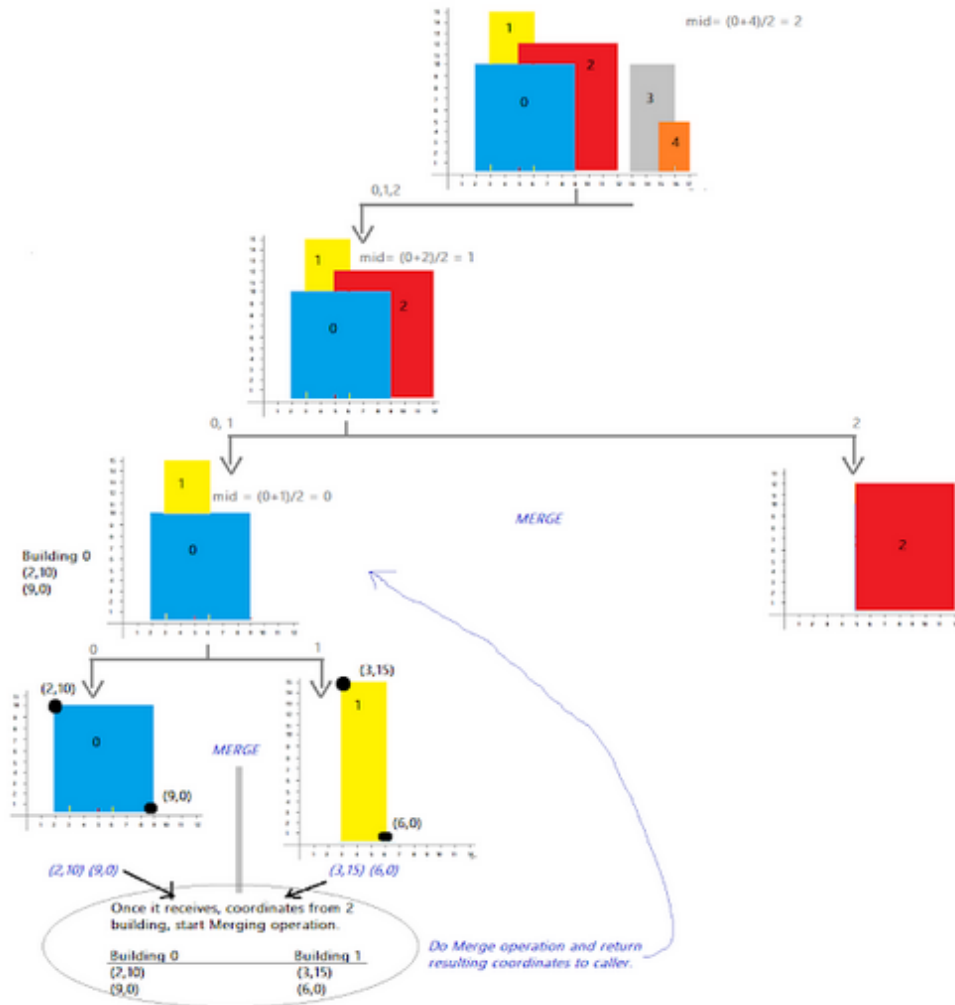 1
mid= (0+4)/2 = 2
2
0
3
4
0,1,2
1
mid= (0+2)/2 = 1
2
0
0, 1
2
1
mid = (0+1)/2 = 0
0
MERGE
2
Building 0
(2,10)
(9,0)
0
1
(2,10)
(3,15)
0
1
MERGE
(9,0)
(6,0)
(2,10) (9,0)
(3,15) (6,0)
Once it receives, coordinates from 2
building, start Merging operation.
Building 0 Building 1
(2,10) (3,15)
(9,0) (6,0)
Do Merge operation and return
resulting coordinates to caller.